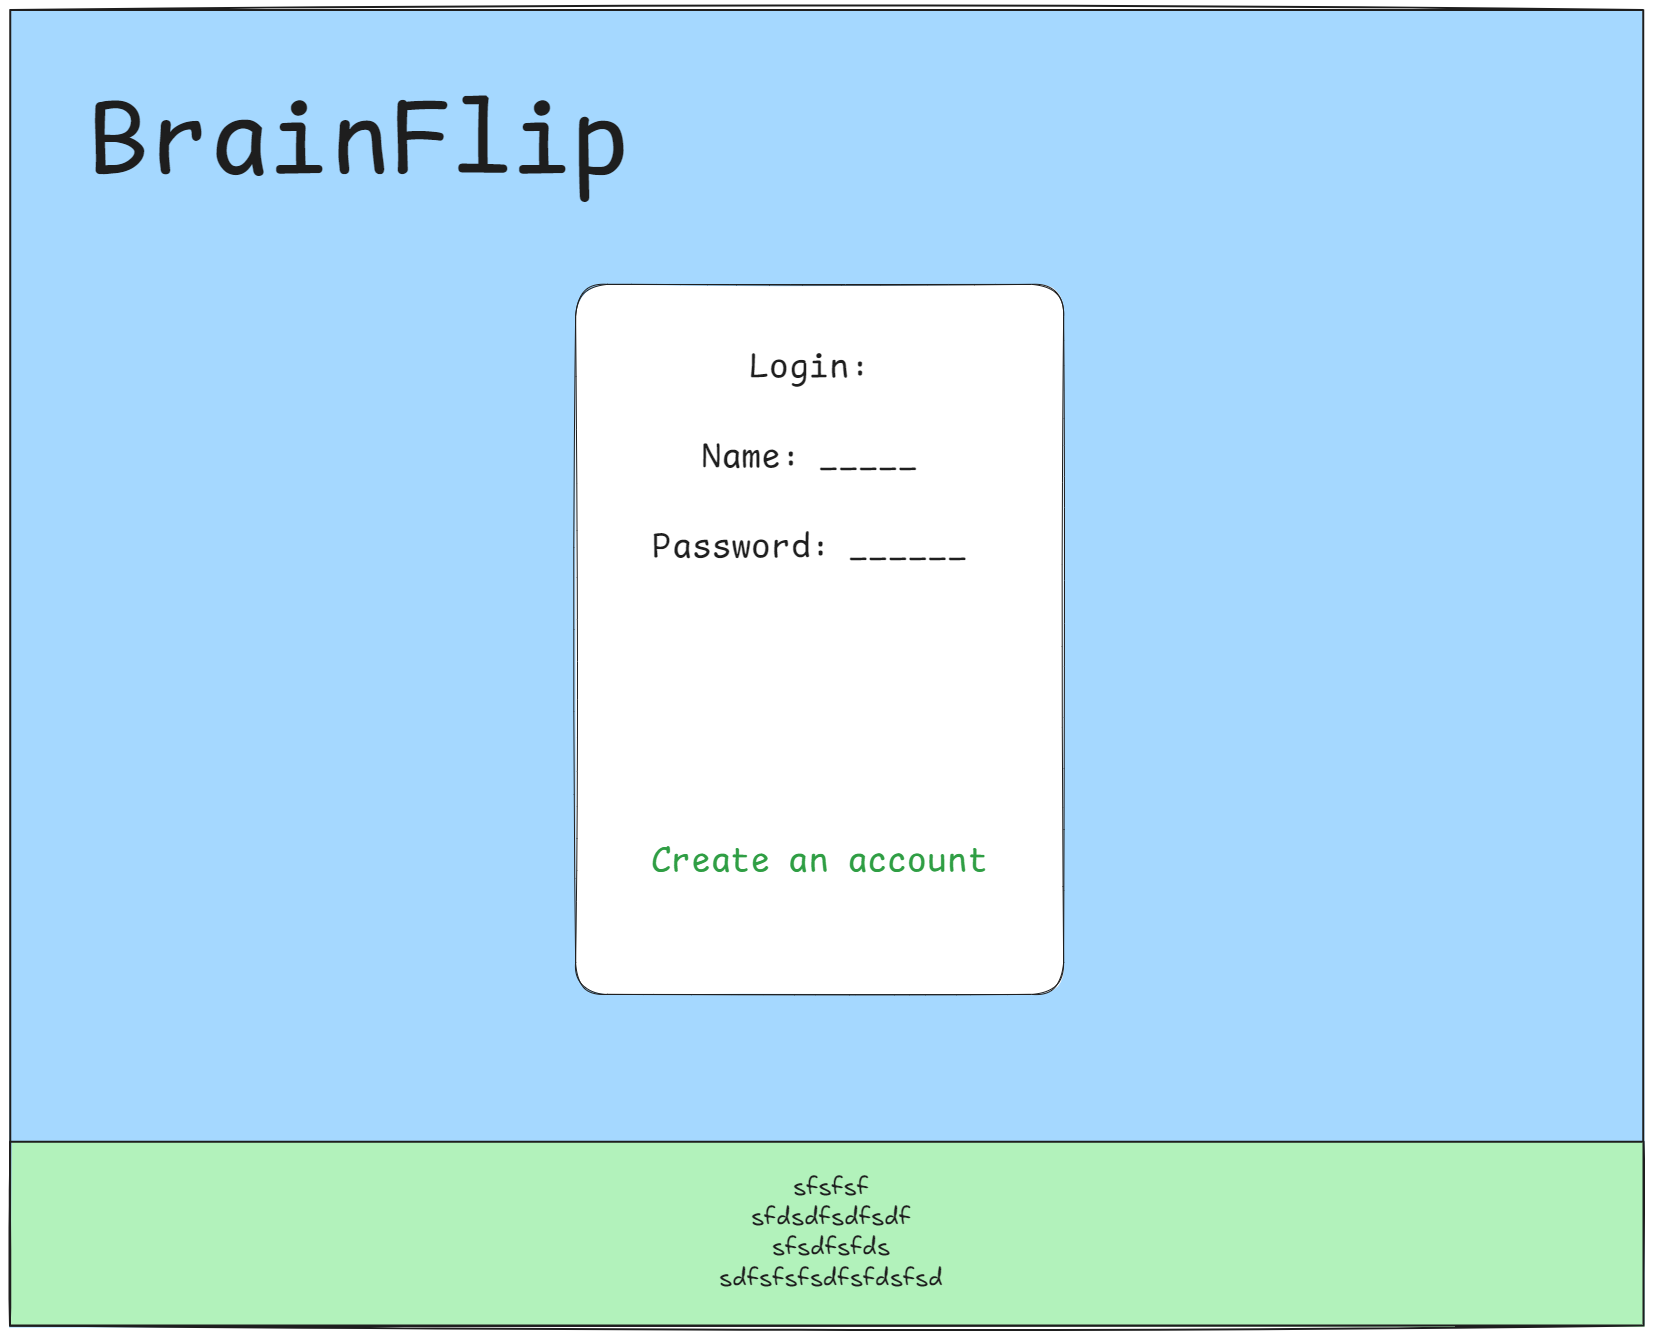 BrainFlip
Login:
Name: _____
Password: ______
Create an account
sfsfsf
sfdsdfsdfsdf
sfsdfsfds
sdfsfsfsdfsfdsfsd